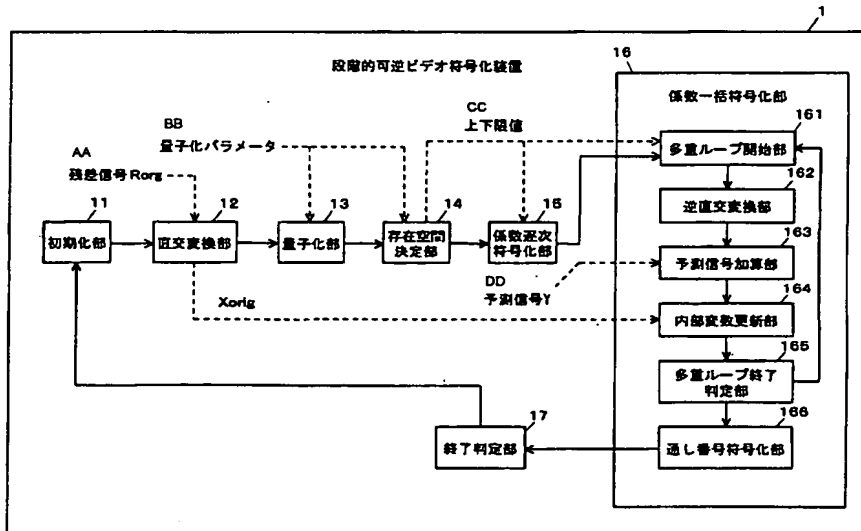 1
段階的可逆ビデオ符号化装置
16
係数一括符号化部
AA
残差信号Rorg
BB
量子化パラメータ
CC
上下限値
11
初期化部
12
直交変換部
13
量子化部
14
存在空間
決定部
15
係数逐次
符号化部
161
多重ループ開始部
162
逆直交変換部
DD
予測信号Y
163
予測信号加算部
Xorig
164
内部変数更新部
165
多重ループ終了
判定部
17
終了判定部
166
通し番号符号化部